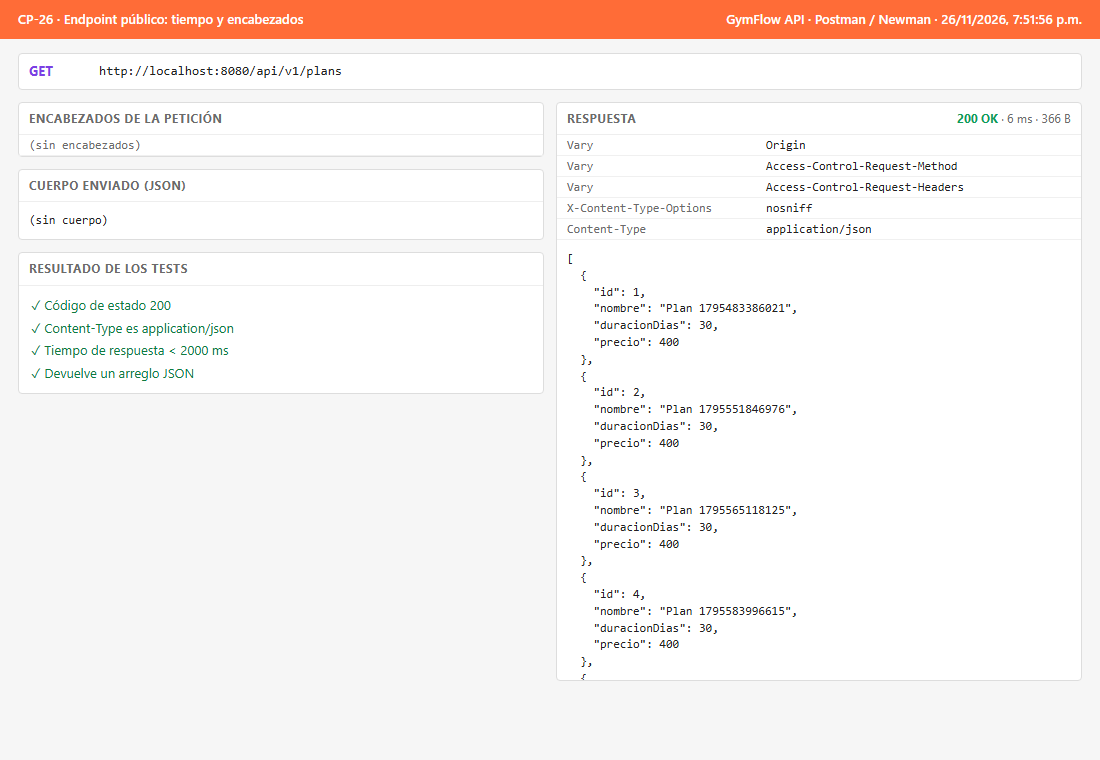 CP-26 · Endpoint público: tiempo y encabezados
GymFlow API · Postman / Newman · 26/11/2026, 7:51:56 p.m.
GET http://localhost:8080/api/v1/plans
ENCABEZADOS DE LA PETICIÓN
(sin encabezados)
CUERPO ENVIADO (JSON)
(sin cuerpo)
RESULTADO DE LOS TESTS
✓ Código de estado 200
✓ Content-Type es application/json
✓ Tiempo de respuesta < 2000 ms
✓ Devuelve un arreglo JSON
RESPUESTA 200 OK · 6 ms · 366 B
Vary Origin
Vary Access-Control-Request-Method
Vary Access-Control-Request-Headers
X-Content-Type-Options nosniff
Content-Type application/json
[
  {
    "id": 1,
    "nombre": "Plan 1795483386021",
    "duracionDias": 30,
    "precio": 400
  },
  {
    "id": 2,
    "nombre": "Plan 1795551846976",
    "duracionDias": 30,
    "precio": 400
  },
  {
    "id": 3,
    "nombre": "Plan 1795565118125",
    "duracionDias": 30,
    "precio": 400
  },
  {
    "id": 4,
    "nombre": "Plan 1795583996615",
    "duracionDias": 30,
    "precio": 400
  },
  {